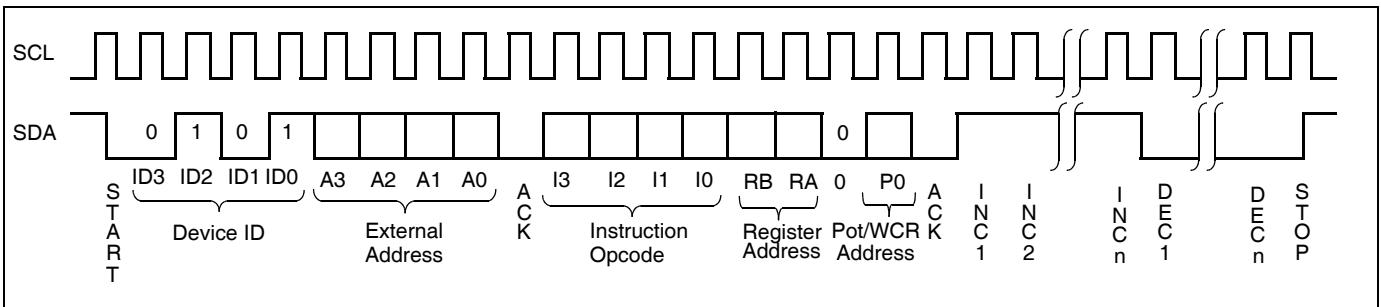 SCL
SDA
0 1 0 1 0
ID3 ID2 ID1 ID0 A3 A2 A1 A0 I3 I2 I1 I0 RB RA 0 P0
START
Device ID
External
Address
ACK
Instruction
Opcode
Register
Address
Pot/WCR
Address
ACK
INC1
INC2
INCn
DEC1
DECn
STOP